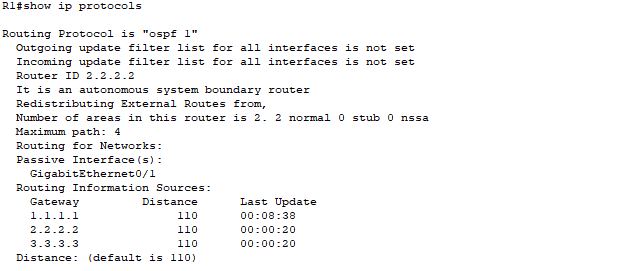 R1#show ip protocols
Routing Protocol is "ospf 1"
Outgoing update filter list for all interfaces is not set
Incoming update filter list for all interfaces is not set
Router ID 2.2.2.2
It is an autonomous system boundary router
Redistributing External Routes from,
Number of areas in this router is 2. 2 normal 0 stub 0 nssa
Maximum path: 4
Routing for Networks:
Passive Interface(s):
GigabitEthernet0/1
Routing Information Sources:
Gateway Distance Last Update
1.1.1.1 110 00:08:38
2.2.2.2 110 00:00:20
3.3.3.3 110 00:00:20
Distance: (default is 110)